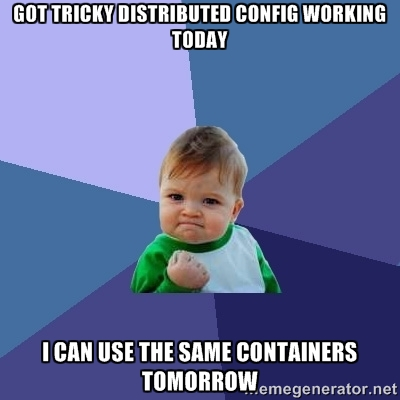 GOT TRICKY DISTRIBUTED CONFIG WORKING
TODAY
I CAN USE THE SAME CONTAINERS
TOMORROW
memegenerator.net